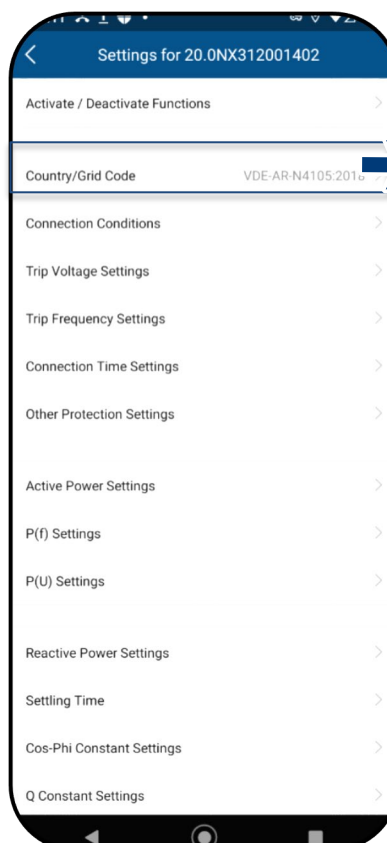 Settings for 20.0NX312001402
Activate / Deactivate Functions
Country/Grid Code VDE-AR-N4105:2018
Connection Conditions
Trip Voltage Settings
Trip Frequency Settings
Connection Time Settings
Other Protection Settings
Active Power Settings
P(f) Settings
P(U) Settings
Reactive Power Settings
Settling Time
Cos-Phi Constant Settings
Q Constant Settings